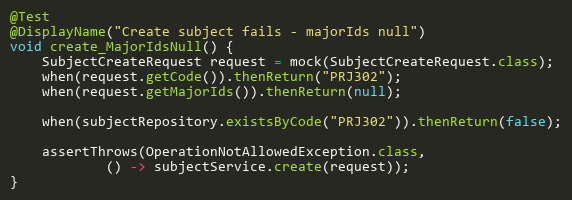 @Test
@DisplayName("Create subject fails - majorIds null")
void create_MajorIdsNull() {
    SubjectCreateRequest request = mock(SubjectCreateRequest.class);
    when(request.getCode()).thenReturn("PRJ302");
    when(request.getMajorIds()).thenReturn(null);

    when(subjectRepository.existsByCode("PRJ302")).thenReturn(false);

    assertThrows(OperationNotAllowedException.class,
            () -> subjectService.create(request));
}